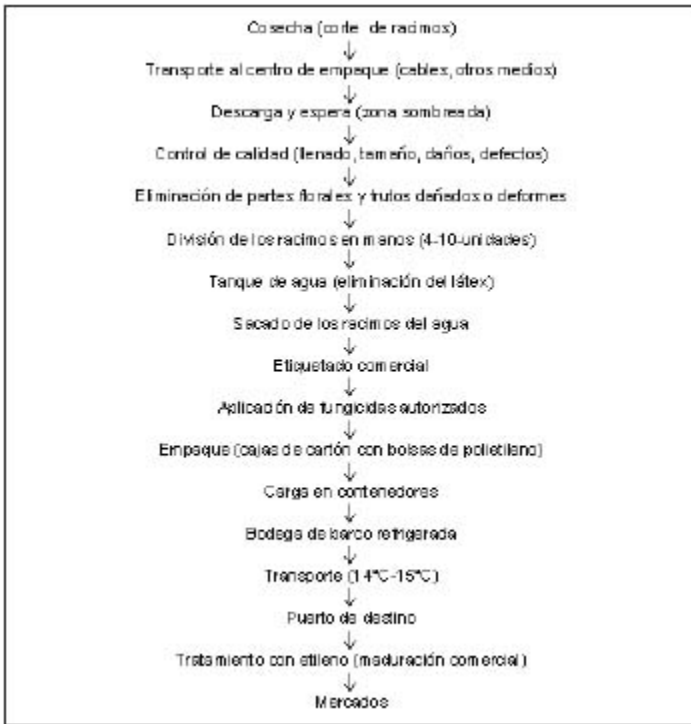 Cosecha (corte de racimos)
Transporte al centro de empaque (cables, otros medios)
Descarga y espera (zona sombreada)
Control de calidad (llenado, tamaño, daños, defectos)
Eliminación de partes florales y frutos dañados o deformes
División de los racimos en manos (4-10-unidades)
Tanque de agua (eliminación del látex)
Sacado de los racimos del agua
Etiquetado comercial
Aplicación de fungicidas autorizados
Empaque (cajas de cartón con bolsas de polietileno)
Carga en contenedores
Bodega de barco refrigerada
Transporte (14°C-15°C)
Puerto de destino
Tratamiento con etileno (maduración comercial)
Mercados